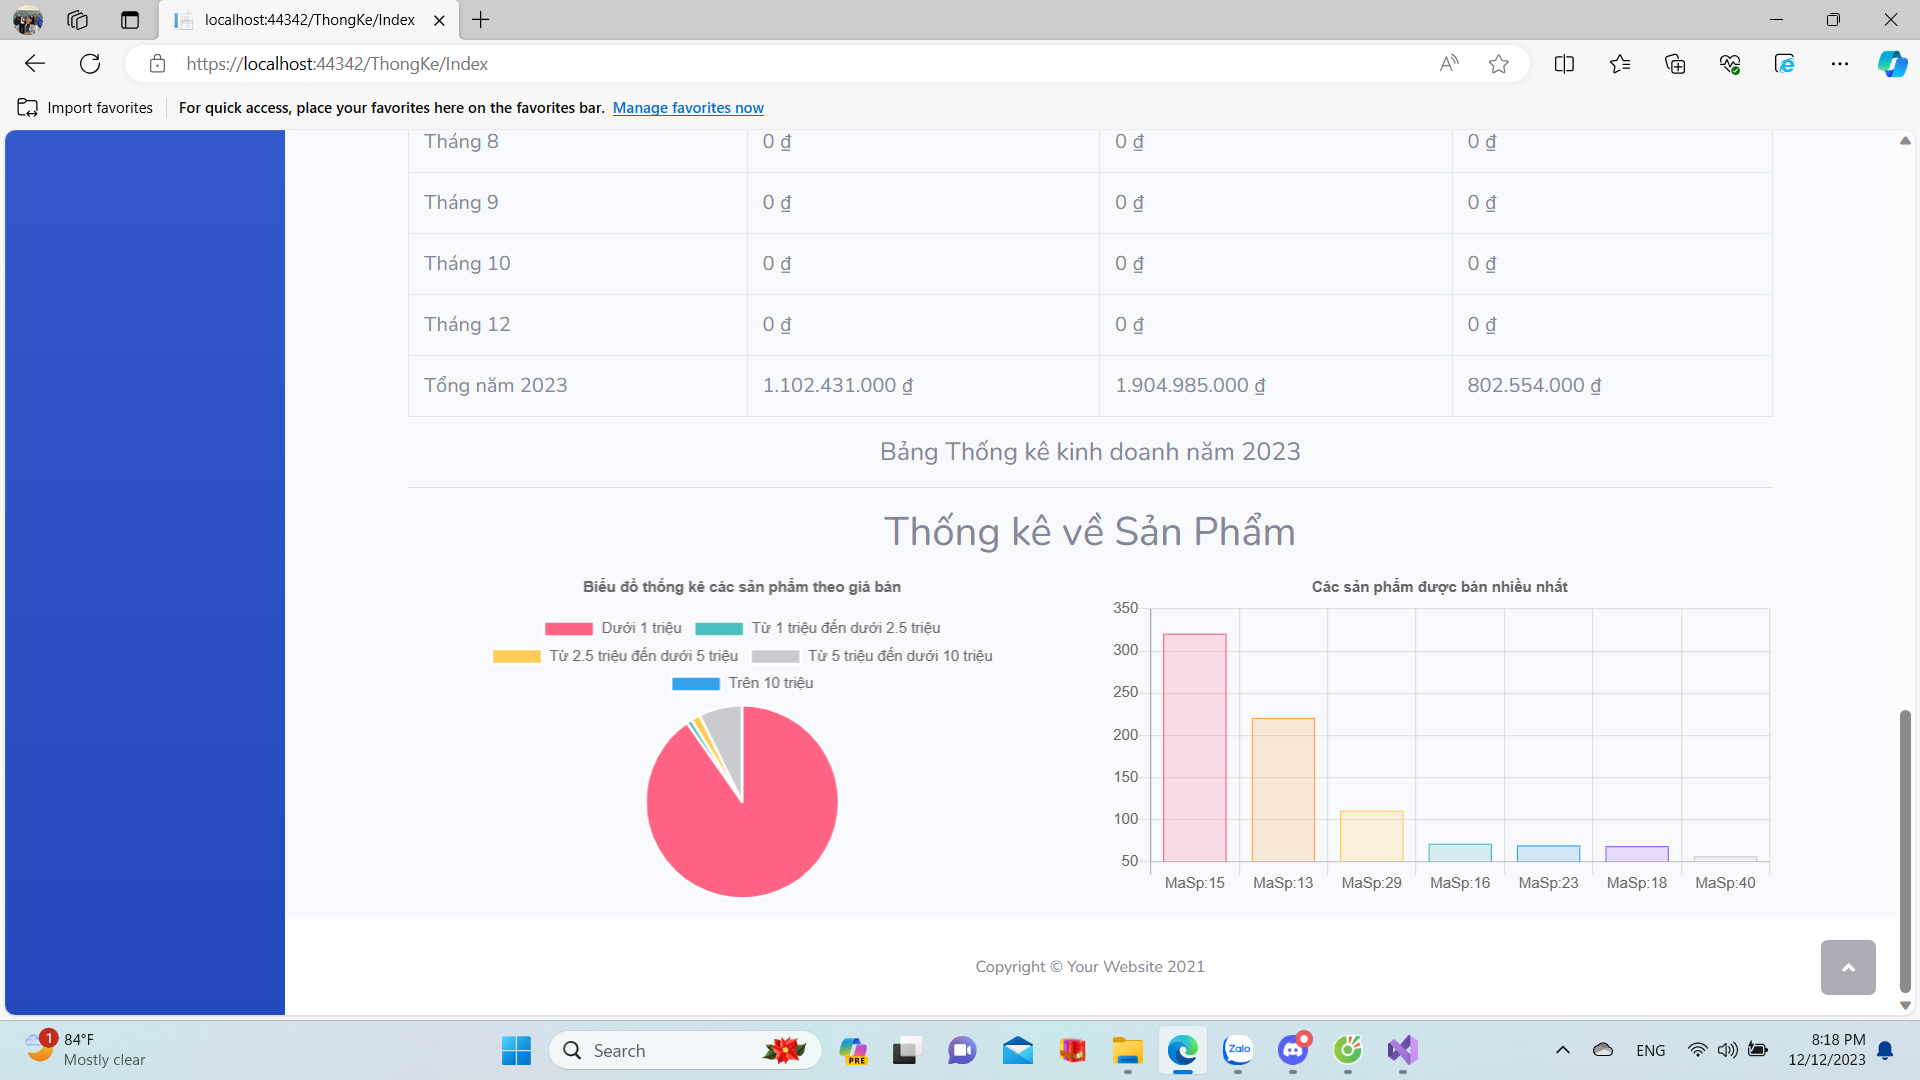 localhost:44342/ThongKe/Index
https://localhost:44342/ThongKe/Index
Import favorites
For quick access, place your favorites here on the favorites bar. Manage favorites now
Tháng 8 0 ₫ 0 ₫ 0 ₫
Tháng 9 0 ₫ 0 ₫ 0 ₫
Tháng 10 0 ₫ 0 ₫ 0 ₫
Tháng 12 0 ₫ 0 ₫ 0 ₫
Tổng năm 2023 1.102.431.000 ₫ 1.904.985.000 ₫ 802.554.000 ₫
Bảng Thống kê kinh doanh năm 2023
Thống kê về Sản Phẩm
Biểu đồ thống kê các sản phẩm theo giá bán
Dưới 1 triệu Từ 1 triệu đến dưới 2.5 triệu
Từ 2.5 triệu đến dưới 5 triệu Từ 5 triệu đến dưới 10 triệu
Trên 10 triệu
Các sản phẩm được bán nhiều nhất
350
300
250
200
150
100
50
MaSp:15 MaSp:13 MaSp:29 MaSp:16 MaSp:23 MaSp:18 MaSp:40
Copyright © Your Website 2021
1
84°F
Mostly clear
Search
PRE
Zalo
ENG
8:18 PM
12/12/2023